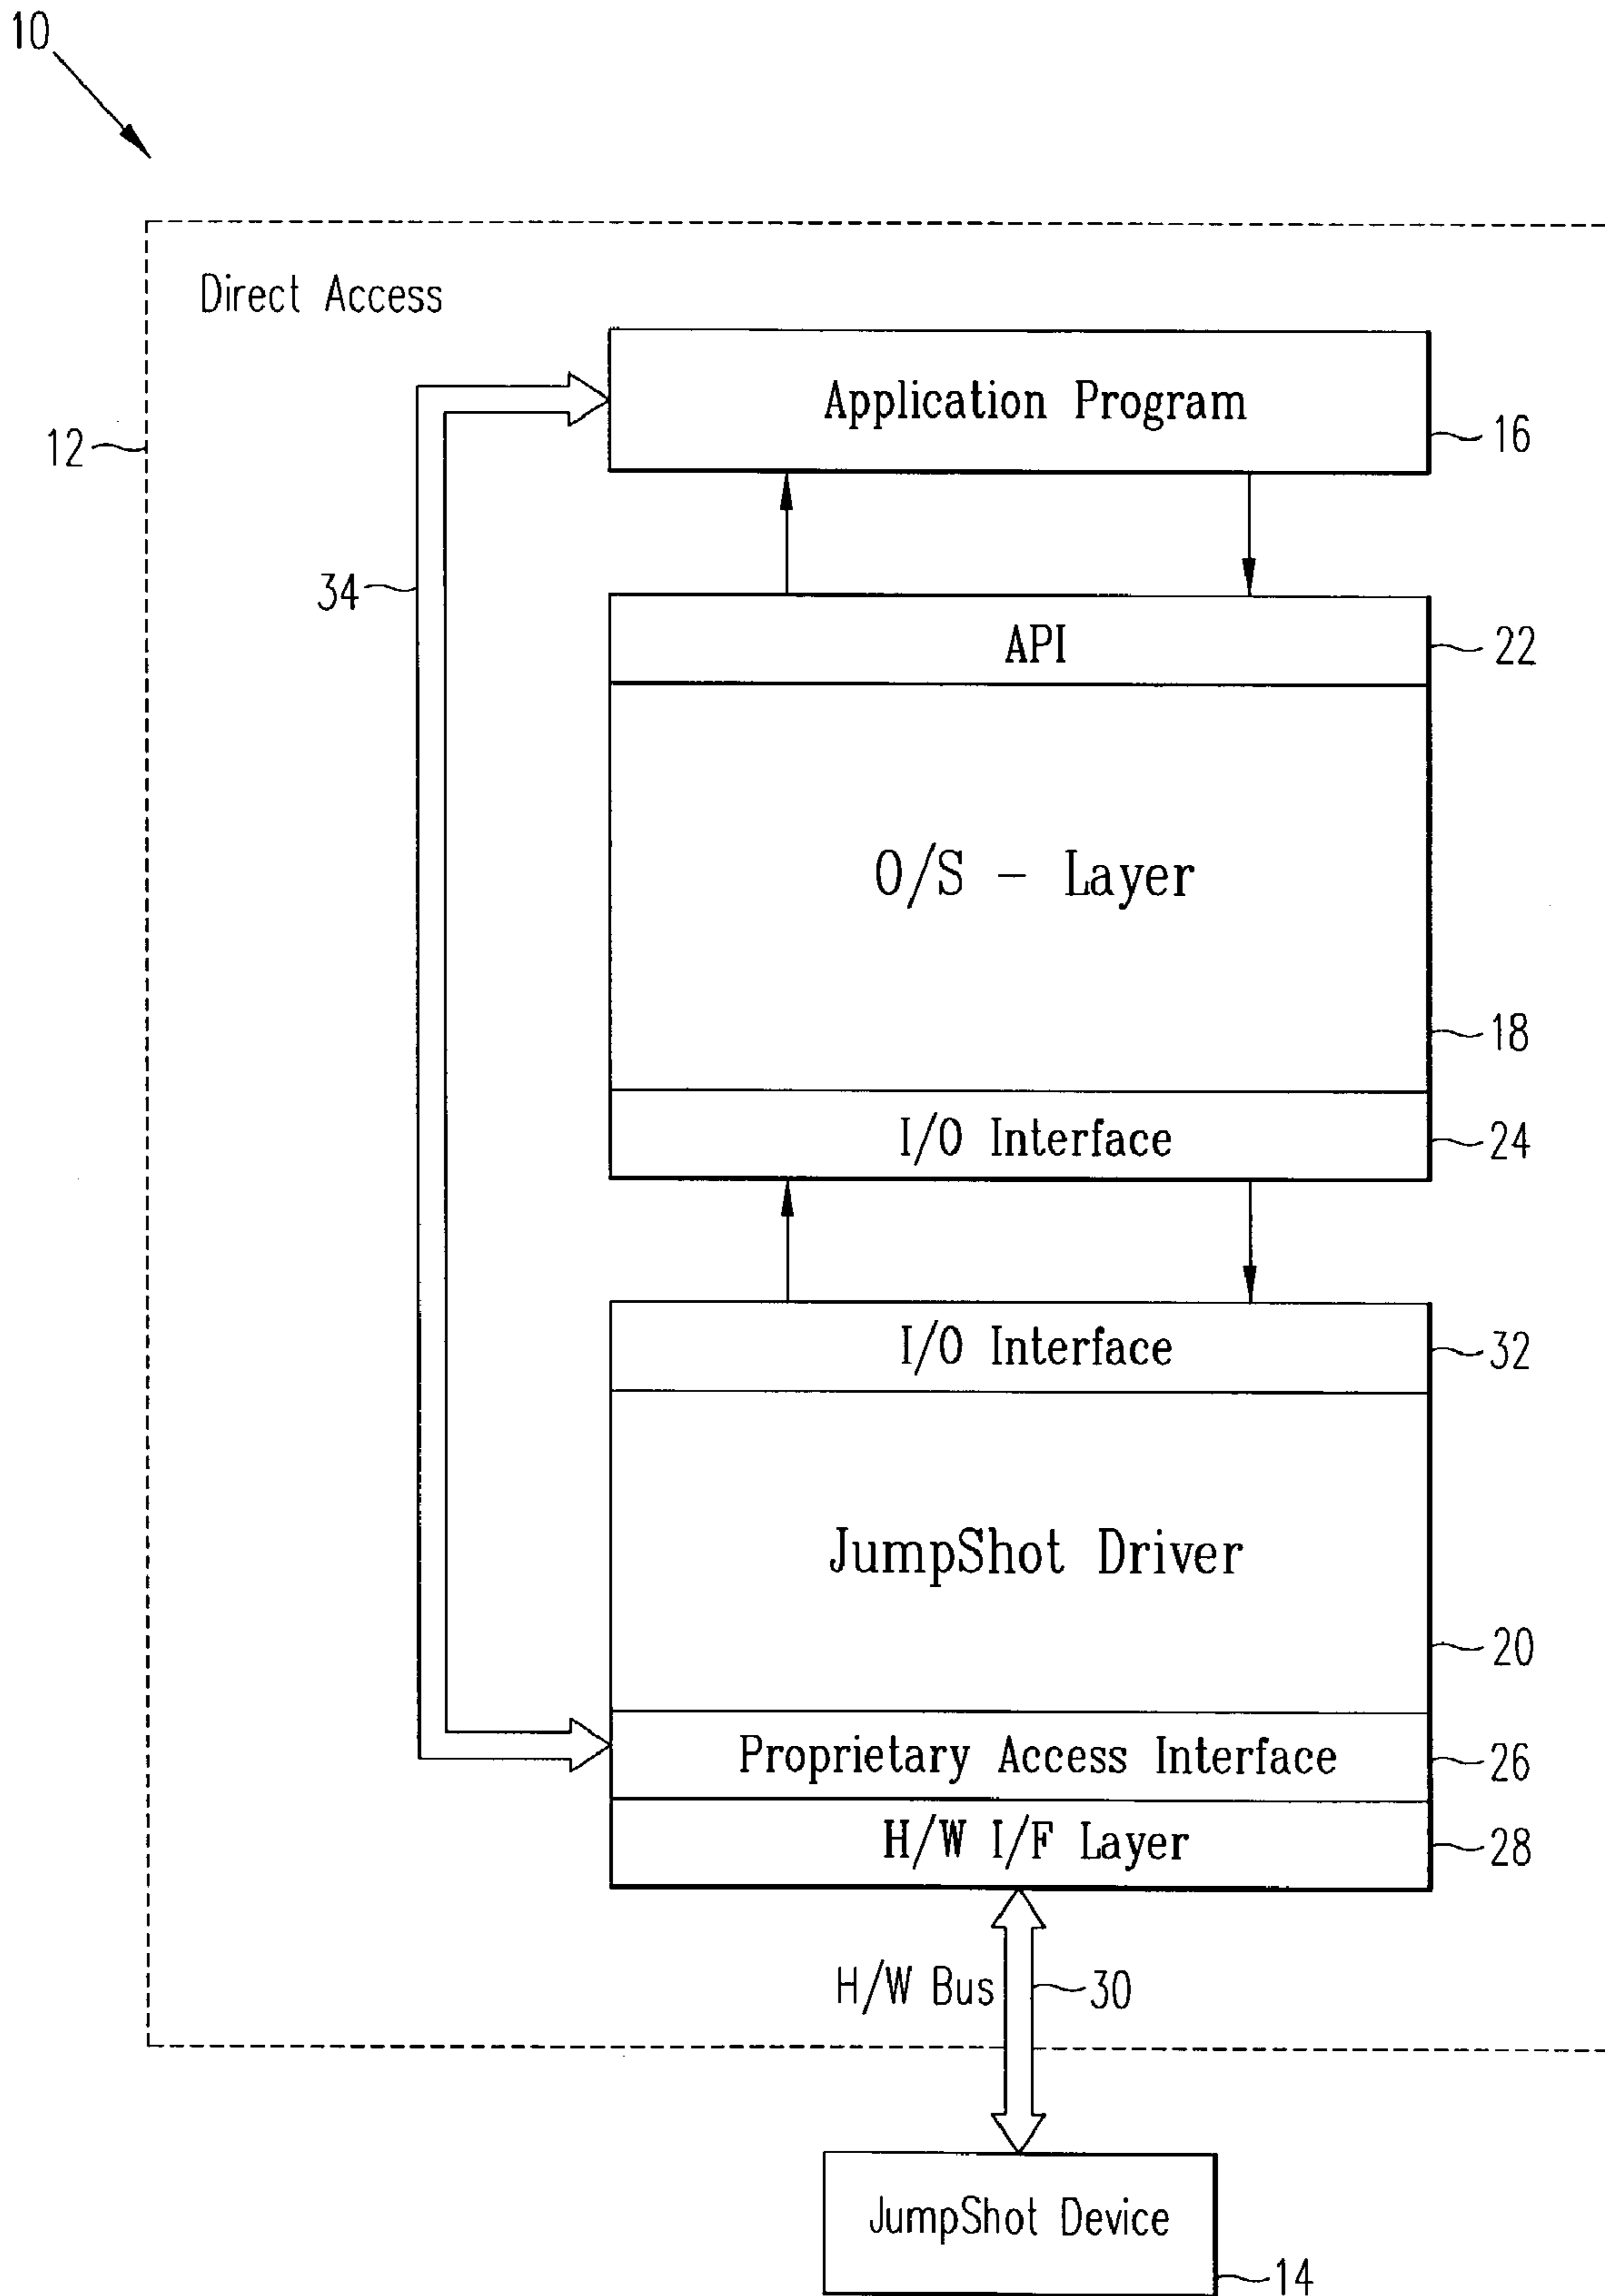 10
Direct Access
12
Application Program
16
34
API
22
O/S - Layer
18
I/O Interface
24
I/O Interface
32
JumpShot Driver
20
Proprietary Access Interface
26
H/W I/F Layer
28
H/W Bus
30
JumpShot Device
14